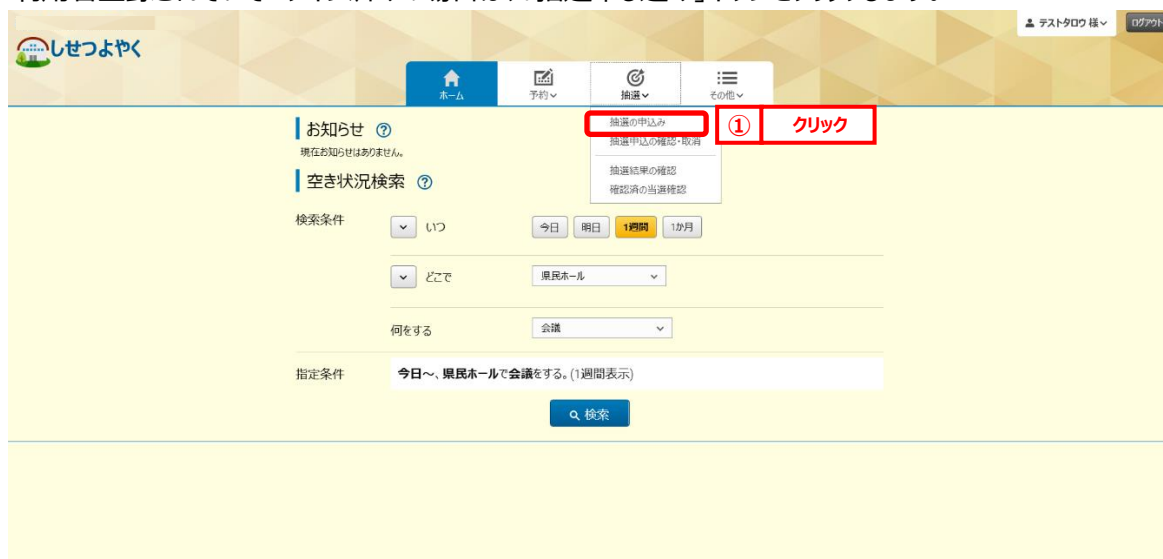 しせつよやく
テストタロウ 様
ホーム
予約
抽選
その他
抽選の申込み
抽選申込の確認・取消
抽選結果の確認
確認済の当選確認
① クリック
お知らせ ?
現在お知らせはありません。
空き状況検索 ?
検索条件
いつ 今日 明日 1週間 1か月
どこで 県民ホール
何をする 会議
指定条件 今日～、県民ホールで会議をする。(1週間表示)
検索